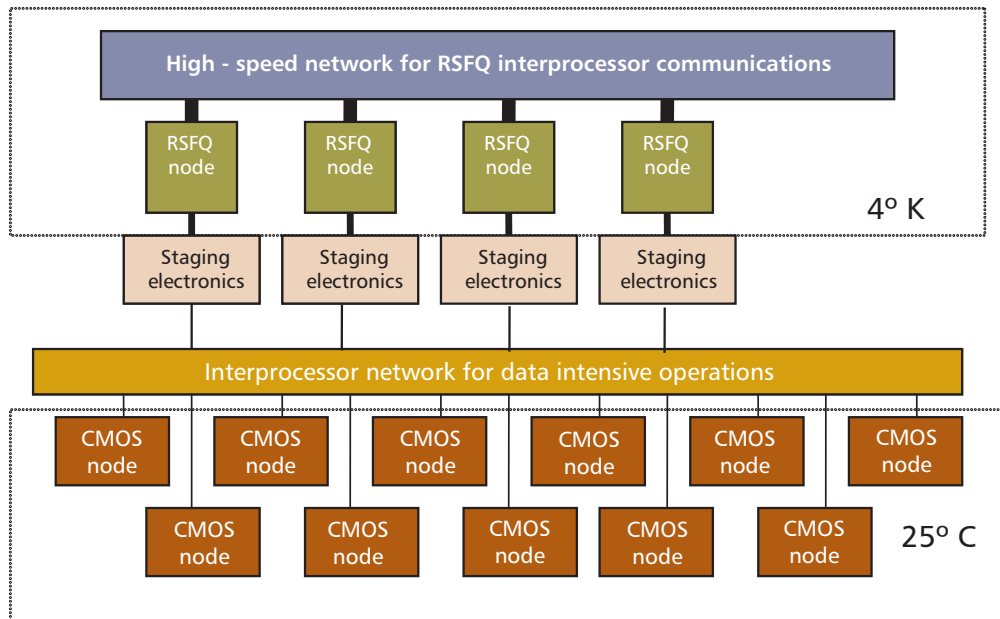 High - speed network for RSFQ interprocessor communications
RSFQ
node
RSFQ
node
RSFQ
node
RSFQ
node
4º K
Staging
electronics
Staging
electronics
Staging
electronics
Staging
electronics
Interprocessor network for data intensive operations
CMOS
node
CMOS
node
CMOS
node
CMOS
node
CMOS
node
CMOS
node
CMOS
node
CMOS
node
CMOS
node
CMOS
node
CMOS
node
25º C